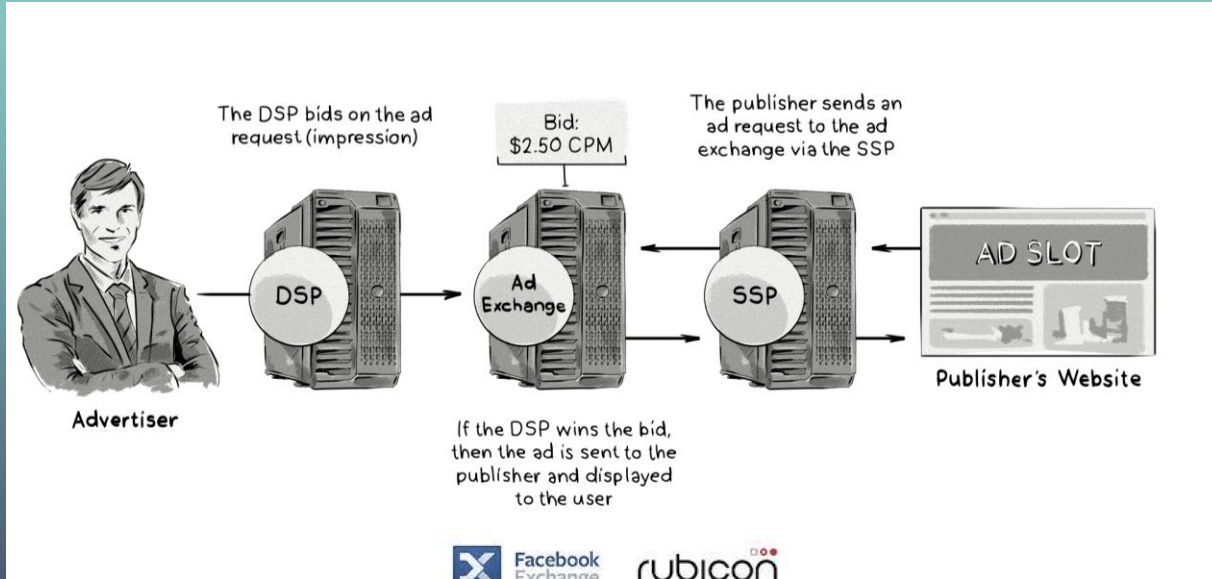 The DSP bids on the ad
request (impression)
Bid:
$2.50 CPM
The publisher sends an
ad request to the ad
exchange via the SSP
DSP
Ad
Exchange
SSP
AD SLOT
Advertiser
Publisher's Website
If the DSP wins the bid,
then the ad is sent to the
publisher and displayed
to the user
Facebook
Exchange
rubicon